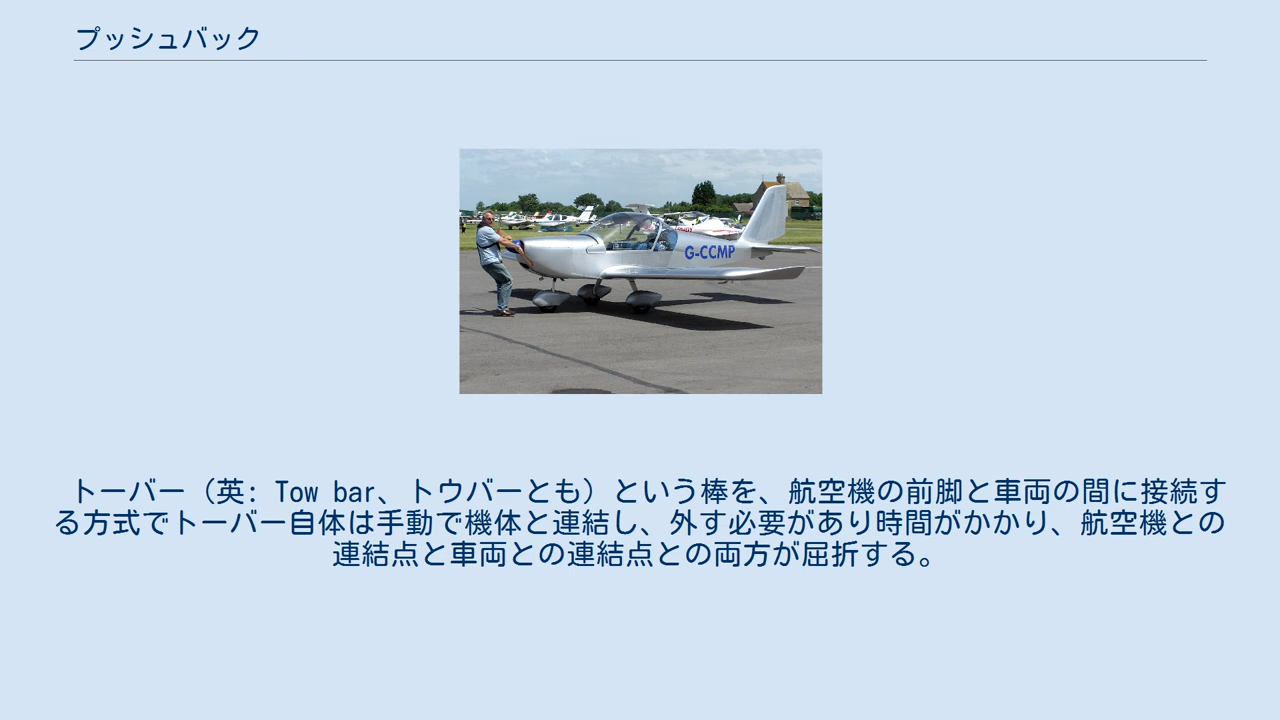 プッシュバック
G-CCMP
トーバー（英: Tow bar、トウバーとも）という棒を、航空機の前脚と車両の間に接続す
る方式でトーバー自体は手動で機体と連結し、外す必要があり時間がかかり、航空機との
連結点と車両との連結点との両方が屈折する。